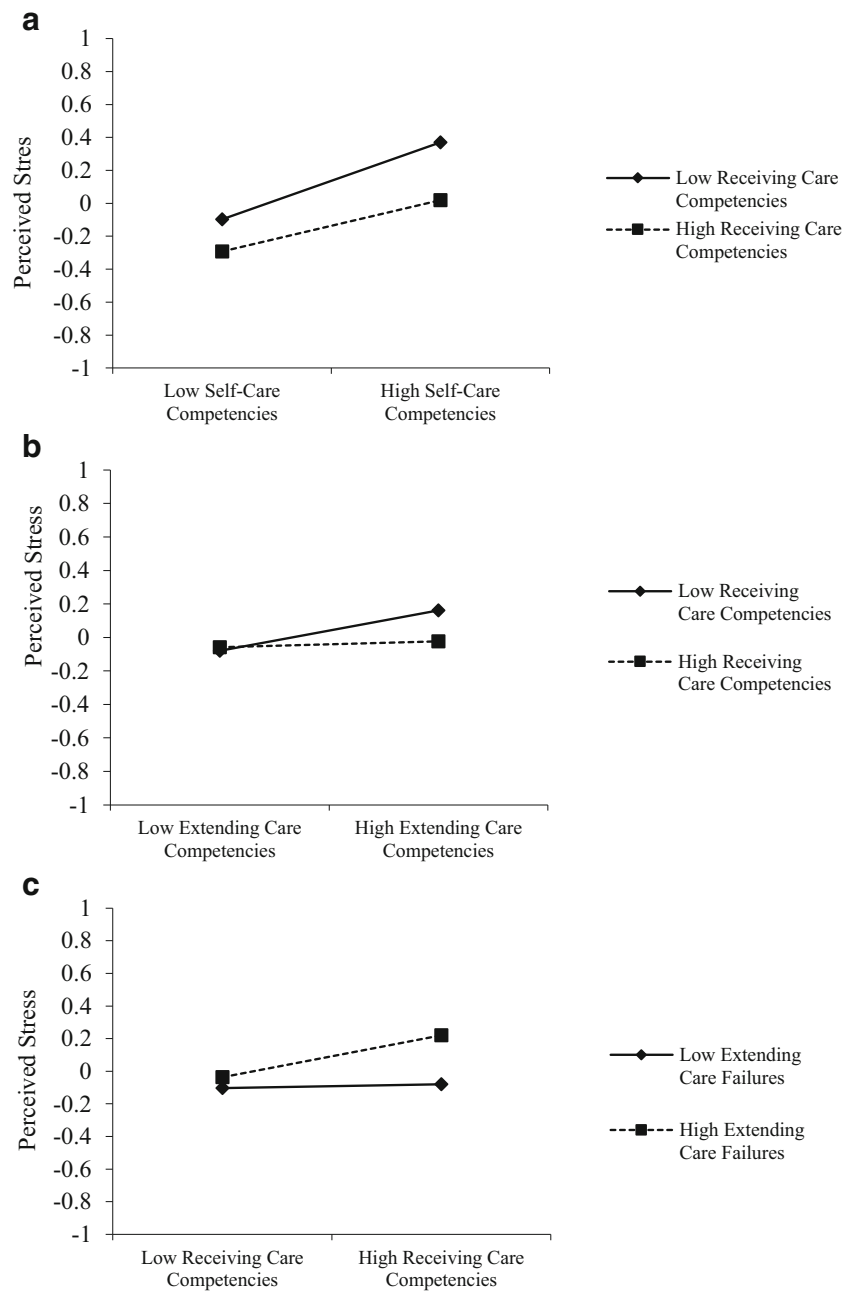 a
Perceived Stres
1
0.8
0.6
0.4
0.2
0
-0.2
-0.4
-0.6
-0.8
-1
Low Self-Care
Competencies
High Self-Care
Competencies
Low Receiving Care
Competencies
High Receiving Care
Competencies
b
Perceived Stress
1
0.8
0.6
0.4
0.2
0
-0.2
-0.4
-0.6
-0.8
-1
Low Extending Care
Competencies
High Extending Care
Competencies
Low Receiving
Care Competencies
High Receiving
Care Competencies
c
Perceived Stress
1
0.8
0.6
0.4
0.2
0
-0.2
-0.4
-0.6
-0.8
-1
Low Receiving Care
Competencies
High Receiving Care
Competencies
Low Extending
Care Failures
High Extending
Care Failures